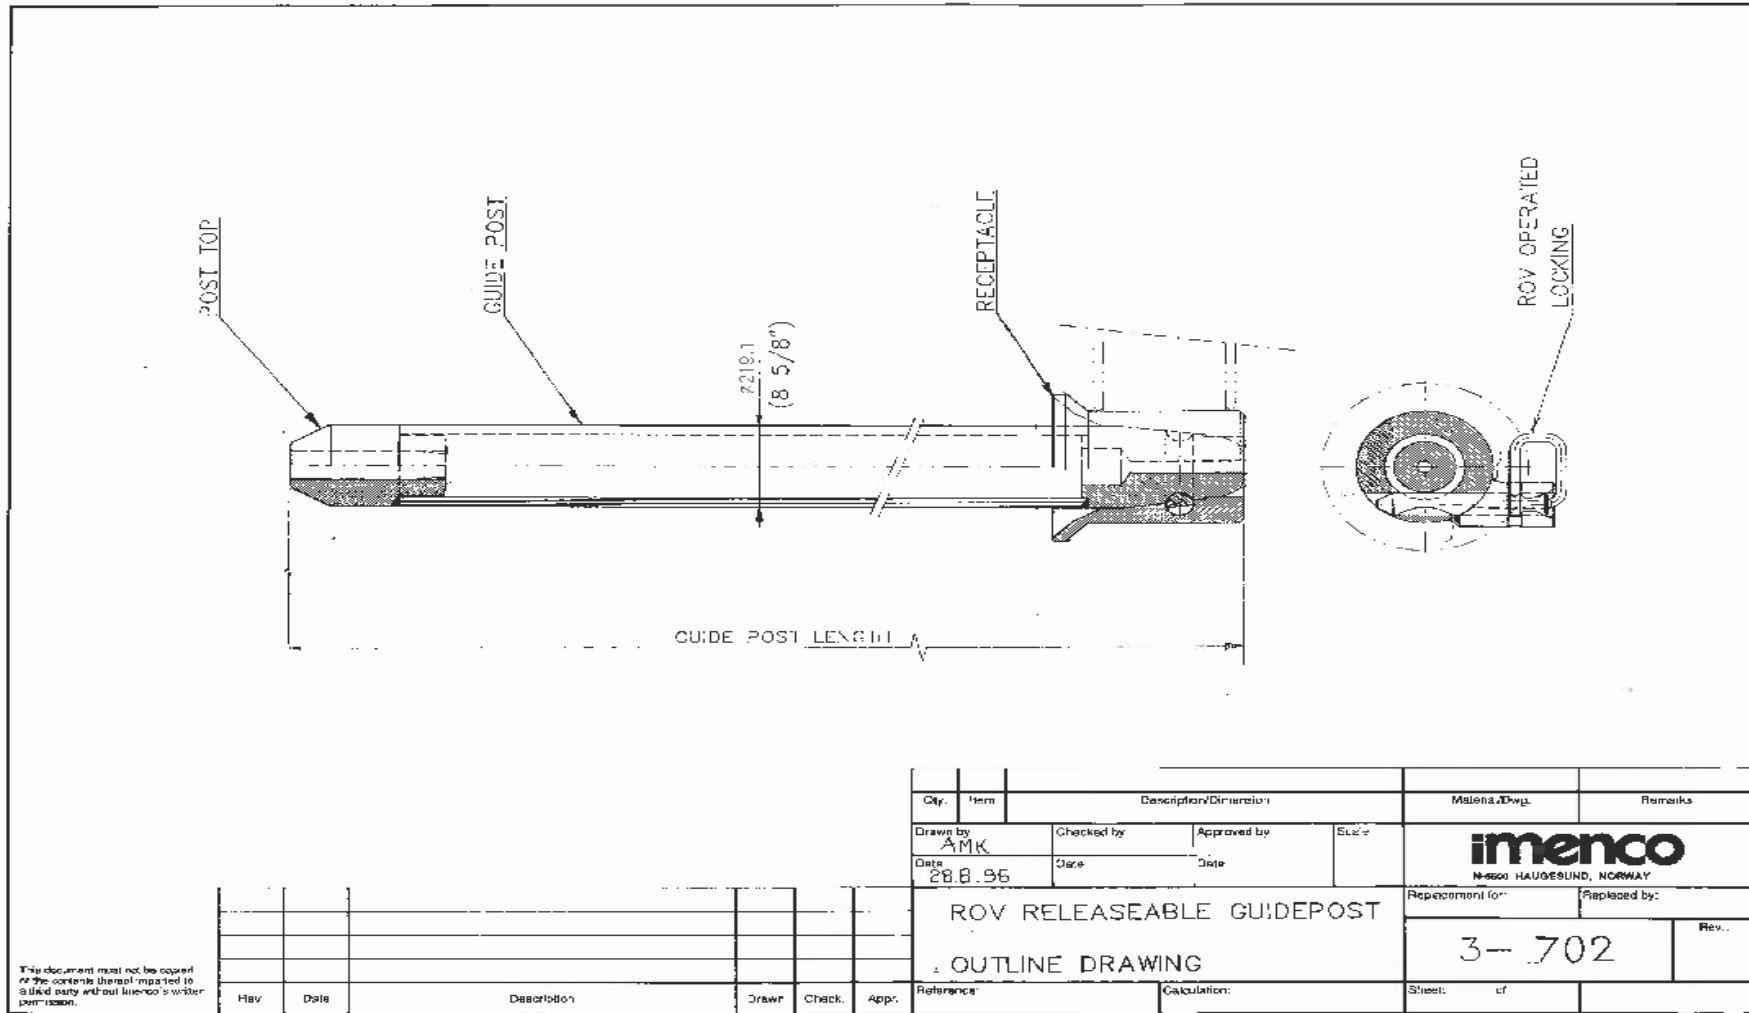 POST TOP
GUIDE POST
RECEPTACLE
ROV OPERATED
LOCKING
⌀219.1
(8 5/8")
GUIDE POST LENGTH
Qty.
Item
Description/Dimension
Material/Dwg.
Remarks
Drawn by
AMK
Checked by
Approved by
Scale
Date
28.8.96
Date
Date
imenco
HAUGESUND, NORWAY
ROV RELEASEABLE GUIDEPOST
OUTLINE DRAWING
Replacement for:
Replaced by:
3-702
Rev.:
Reference:
Calculation:
Sheet: of
Rev
Date
Description
Drawn
Check.
Appr.
This document must not be copied
or the contents thereof imparted to
a third party without Imenco's written
permission.